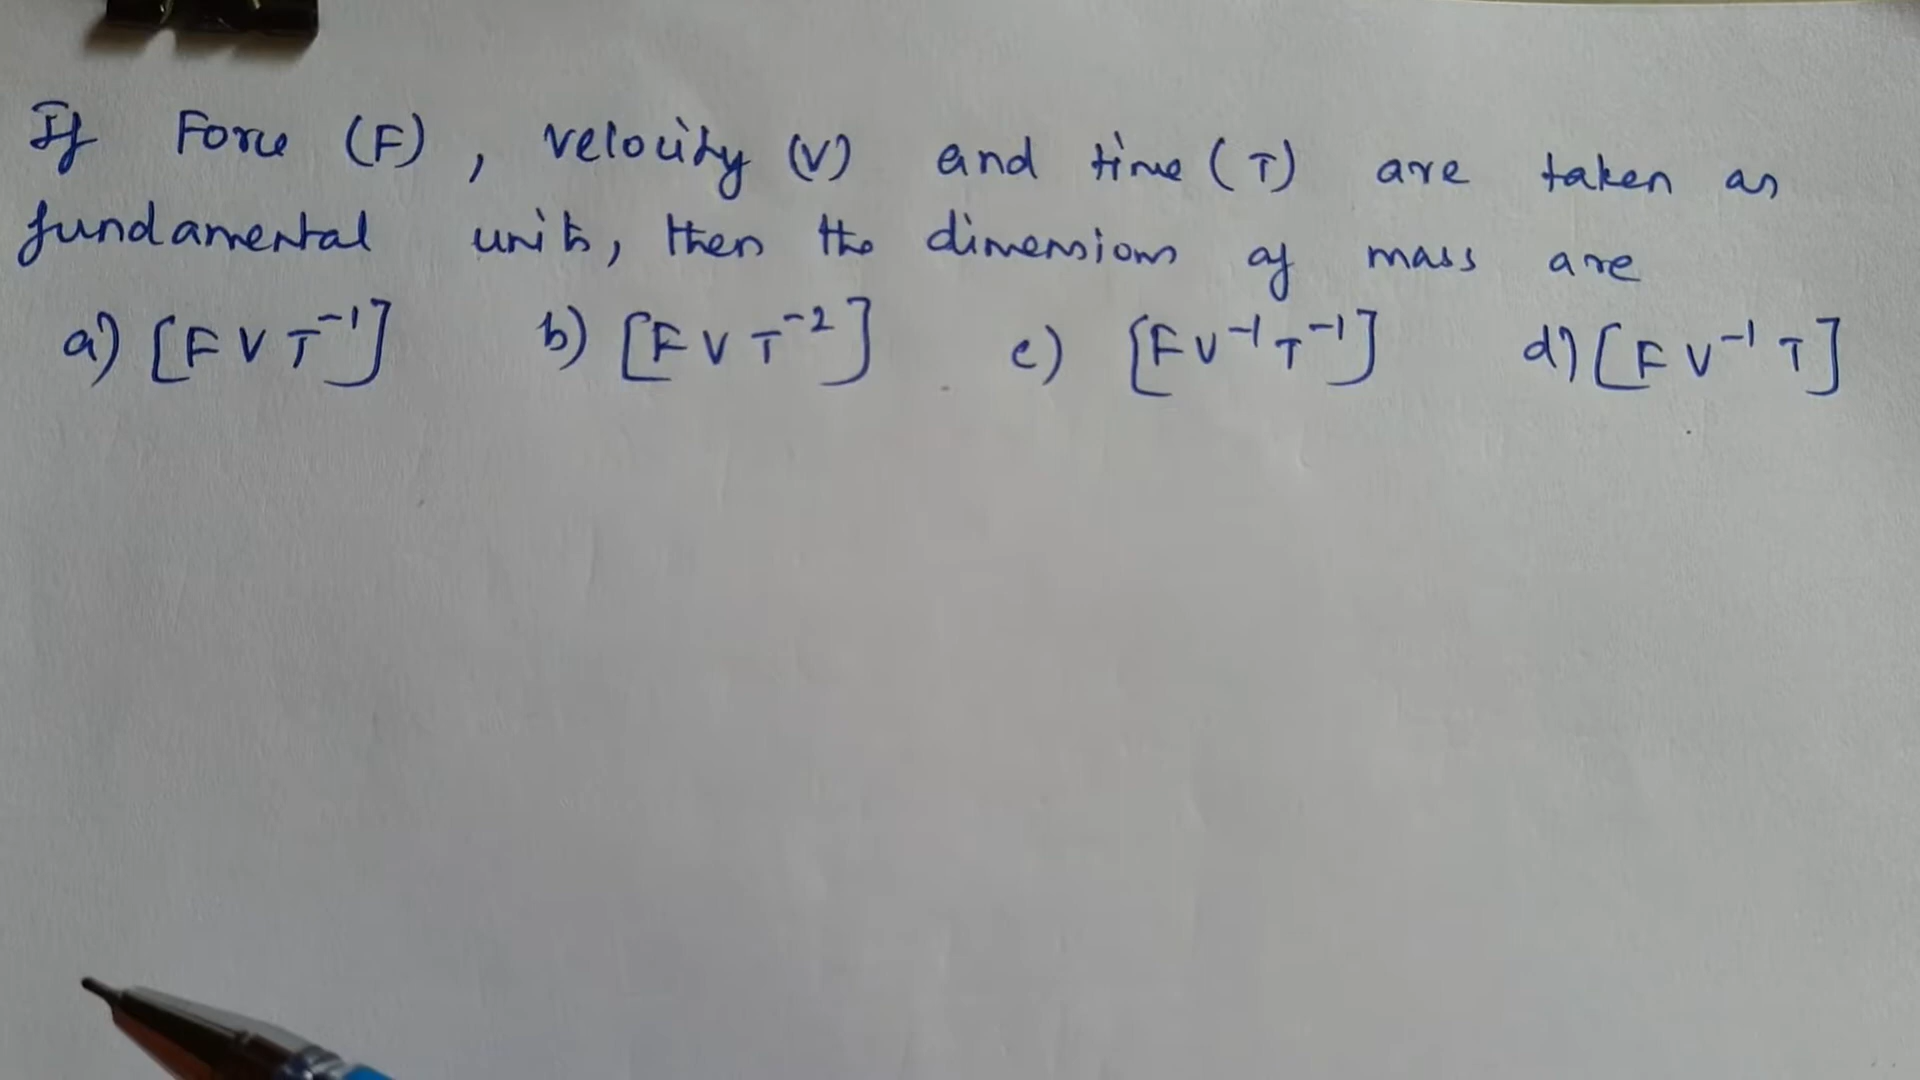 If Force (F), velocity (V) and time (T) are taken as
fundamental units, then the dimensions of mass are
a) [F V T⁻¹] b) [F V T⁻²] c) [F V⁻¹ T⁻¹] d) [F V⁻¹ T]